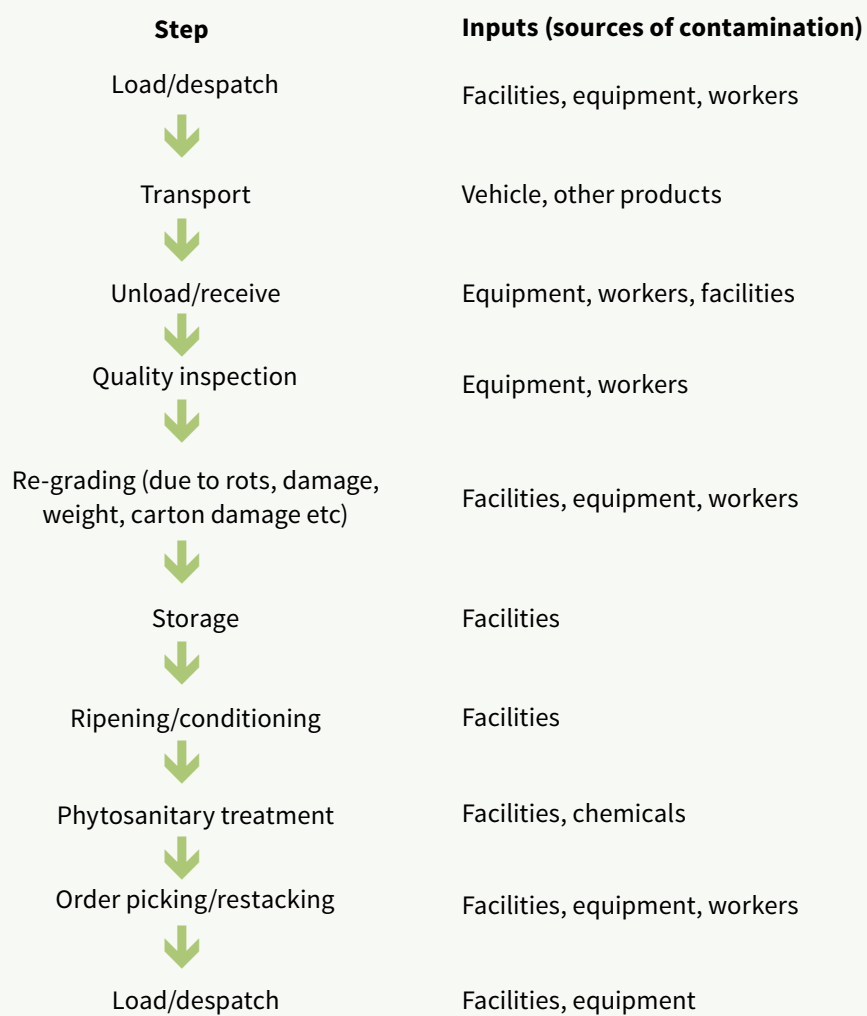 Step
Inputs (sources of contamination)
Load/despatch
Facilities, equipment, workers
Transport
Vehicle, other products
Unload/receive
Equipment, workers, facilities
Quality inspection
Equipment, workers
Re-grading (due to rots, damage,
weight, carton damage etc)
Facilities, equipment, workers
Storage
Facilities
Ripening/conditioning
Facilities
Phytosanitary treatment
Facilities, chemicals
Order picking/restacking
Facilities, equipment, workers
Load/despatch
Facilities, equipment